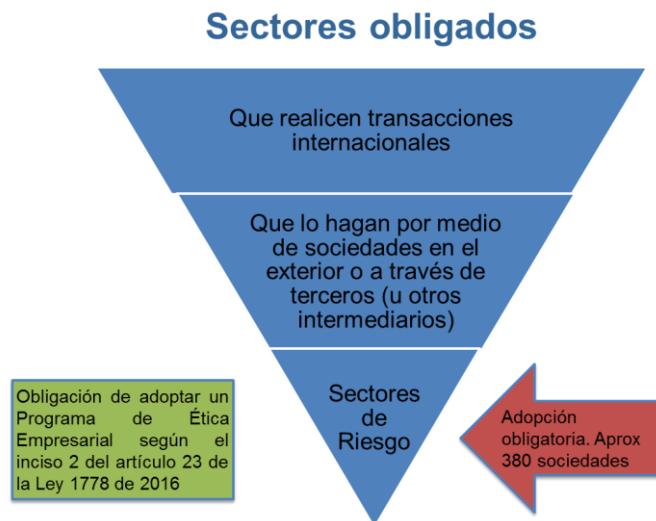 Sectores obligados
Que realicen transacciones
internacionales
Que lo hagan por medio
de sociedades en el
exterior o a través de
terceros (u otros
intermediarios)
Sectores
de
Riesgo
Obligación de adoptar un
Programa de Ética
Empresarial según el
inciso 2 del artículo 23 de
la Ley 1778 de 2016
Adopción
obligatoria. Aprox
380 sociedades